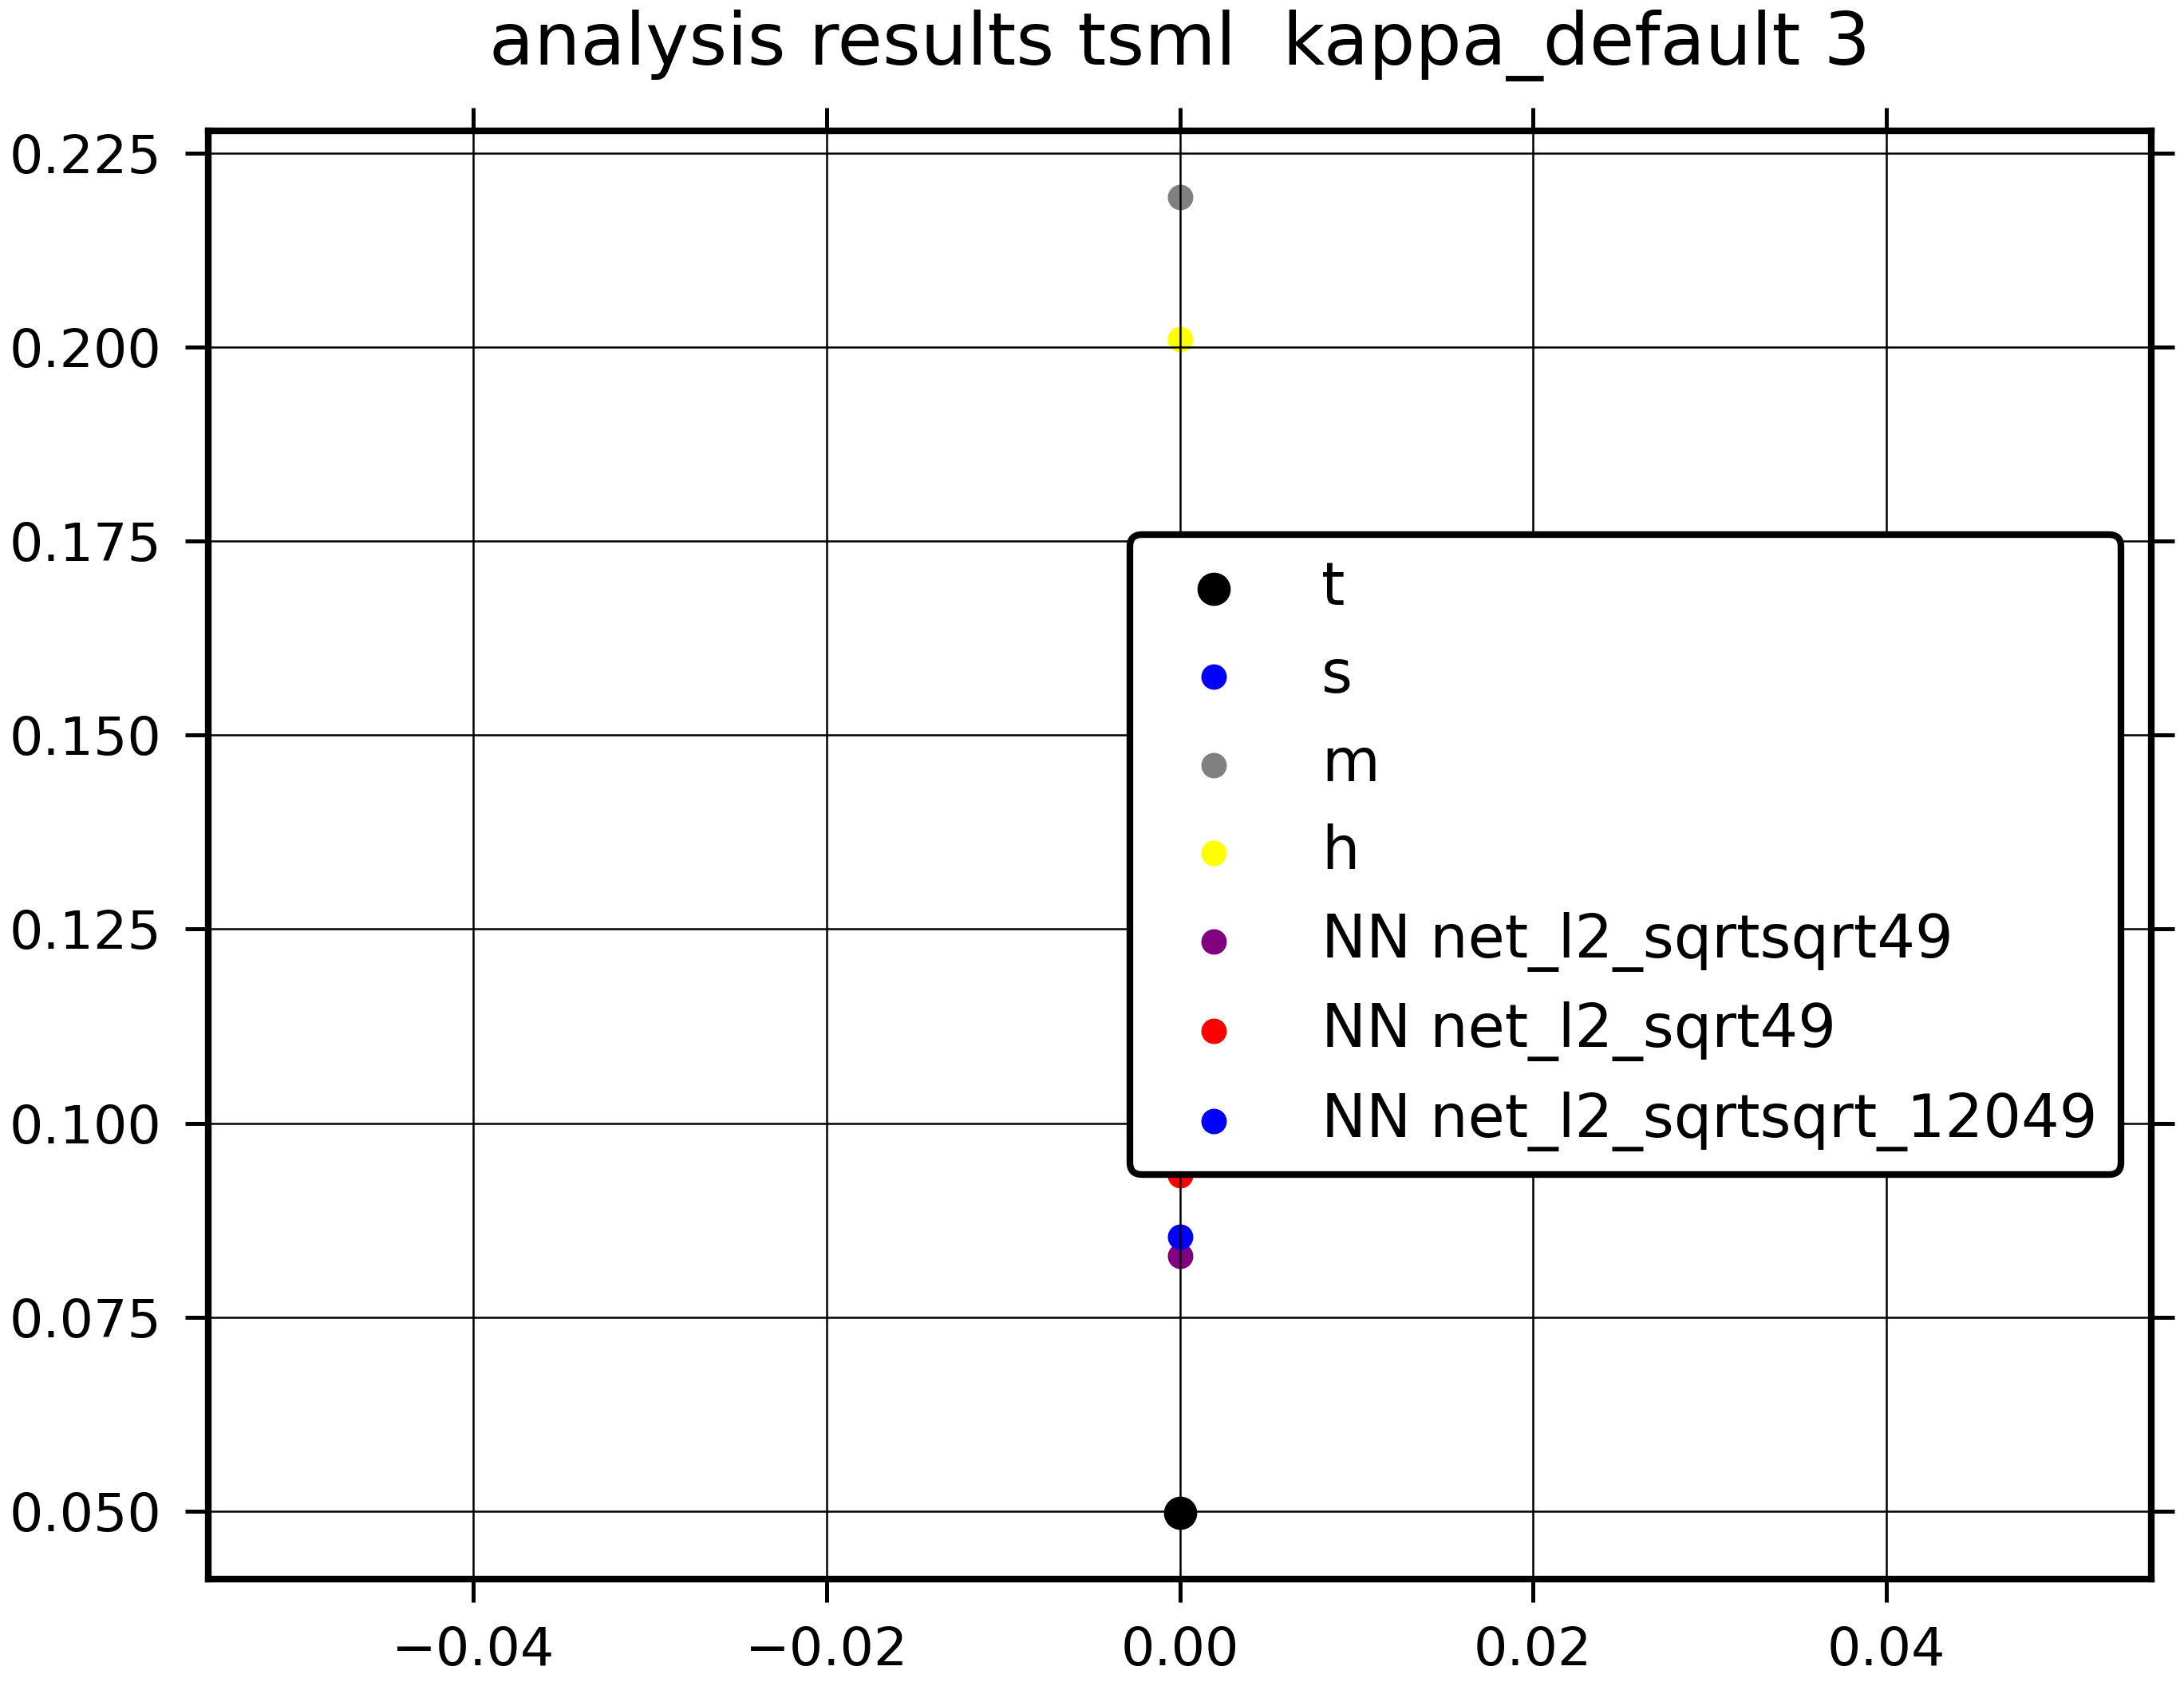 analysis results tsml  kappa_default 3
0.225
0.200
0.175
0.150
0.125
0.100
0.075
0.050
t
s
m
h
NN net_l2_sqrtsqrt49
NN net_l2_sqrt49
NN net_l2_sqrtsqrt_12049
−0.04
−0.02
0.00
0.02
0.04